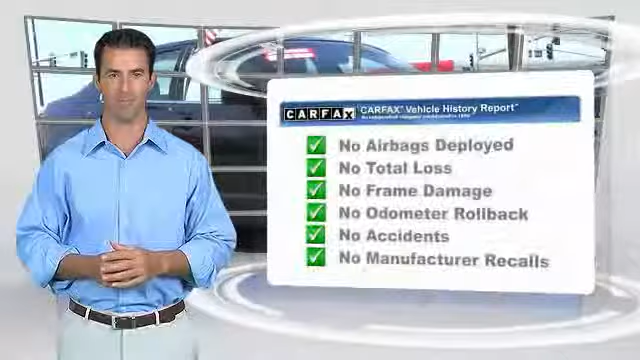 CARFAX CARFAX Vehicle History Report™
No Airbags Deployed
No Total Loss
No Frame Damage
No Odometer Rollback
No Accidents
No Manufacturer Recalls